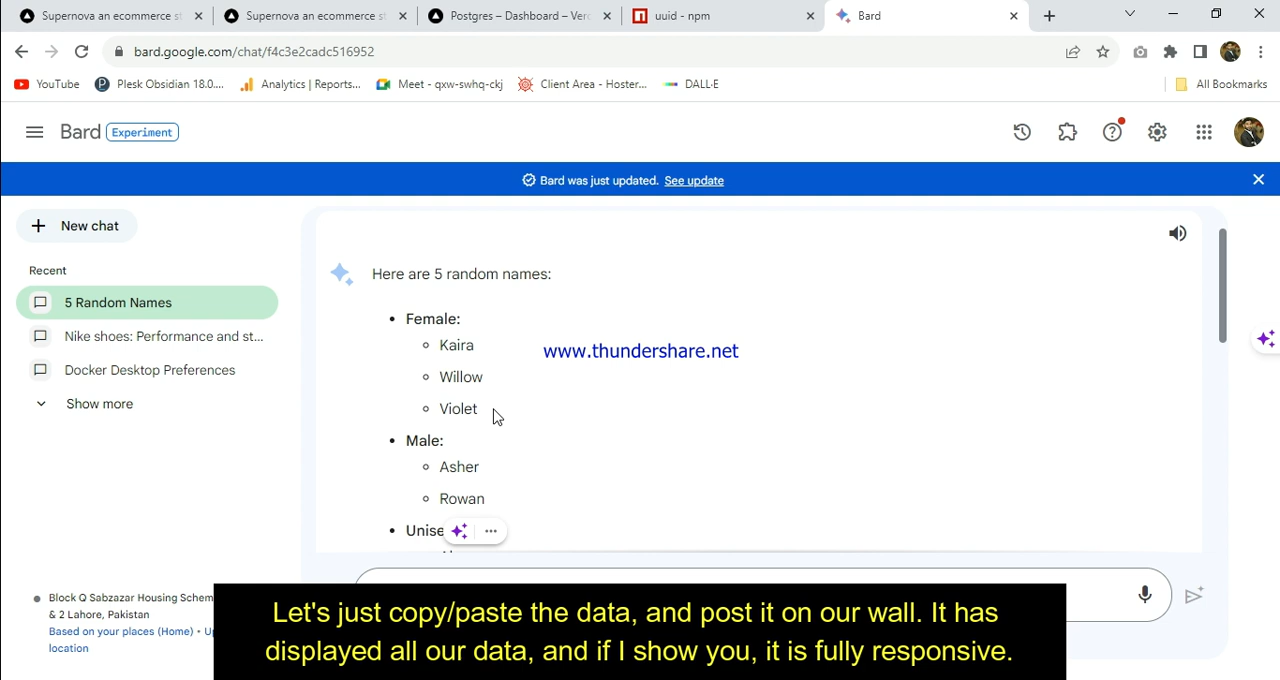 Supernova an ecommerce st
Supernova an ecommerce st
Postgres – Dashboard – Verc
uuid - npm
Bard
bard.google.com/chat/f4c3e2cadc516952
YouTube
Plesk Obsidian 18.0....
Analytics | Reports...
Meet - qxw-swhq-ckj
Client Area - Hoster...
DALL·E
All Bookmarks
Bard Experiment
Bard was just updated. See update
New chat
Recent
5 Random Names
Nike shoes: Performance and st...
Docker Desktop Preferences
Show more
Here are 5 random names:
• Female:
Kaira
Willow
Violet
• Male:
Asher
Rowan
• Unise
www.thundershare.net
Block Q Sabzazar Housing Schem
& 2 Lahore, Pakistan
Based on your places (Home) • Up
location
Let's just copy/paste the data, and post it on our wall. It has
displayed all our data, and if I show you, it is fully responsive.